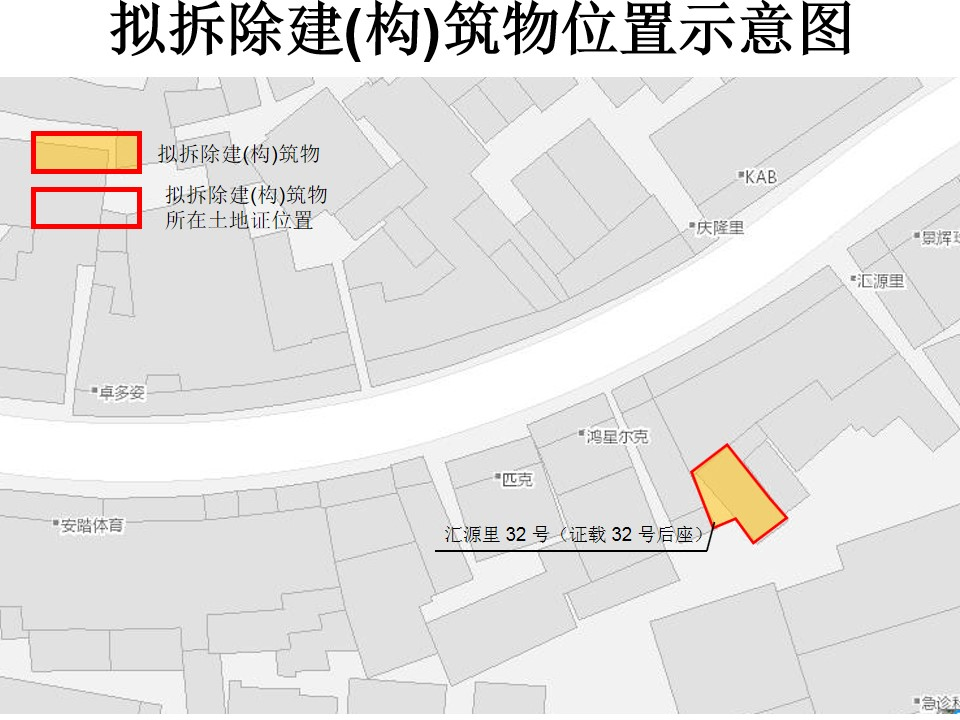 拟拆除建(构)筑物位置示意图
拟拆除建(构)筑物
拟拆除建(构)筑物
所在土地证位置
KAB
庆隆里
景辉
汇源里
卓多姿
鸿星尔克
匹克
安踏体育
汇源里 32 号（证载 32 号后座）
急诊科